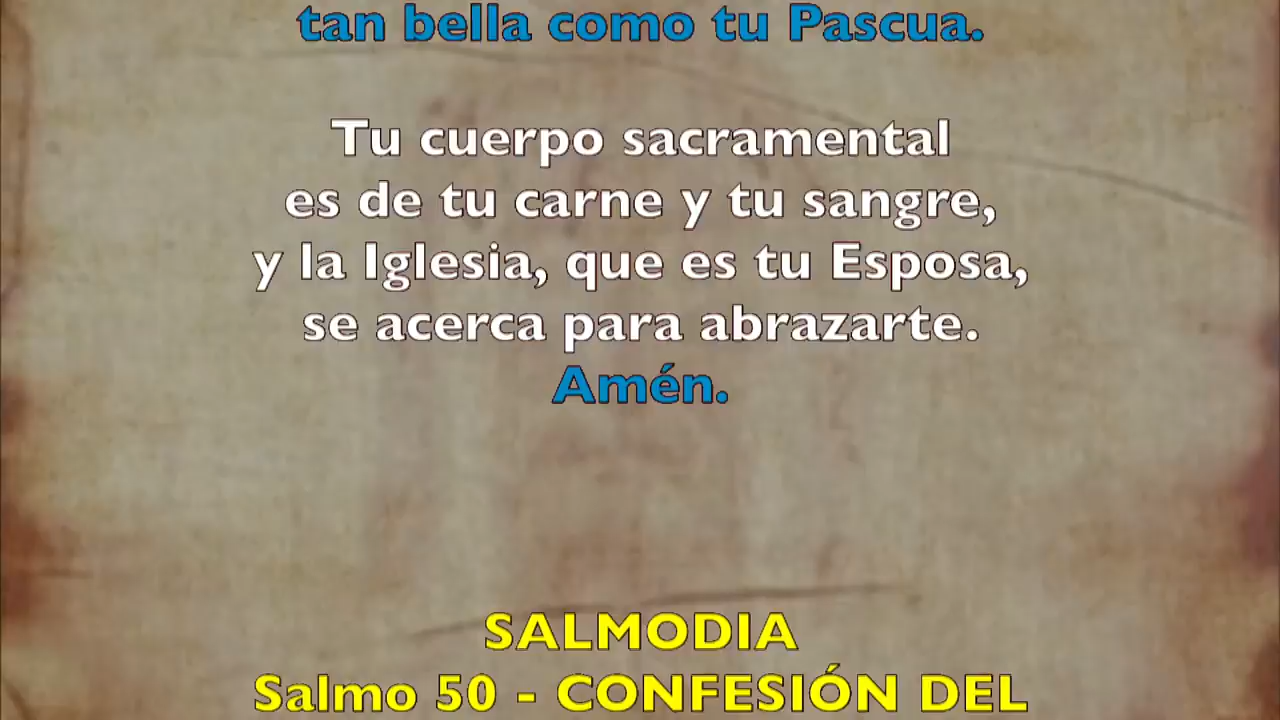 tan bella como tu Pascua.
Tu cuerpo sacramental
es de tu carne y tu sangre,
y la Iglesia, que es tu Esposa,
se acerca para abrazarte.
Amén.
SALMODIA
Salmo 50 - CONFESIÓN DEL